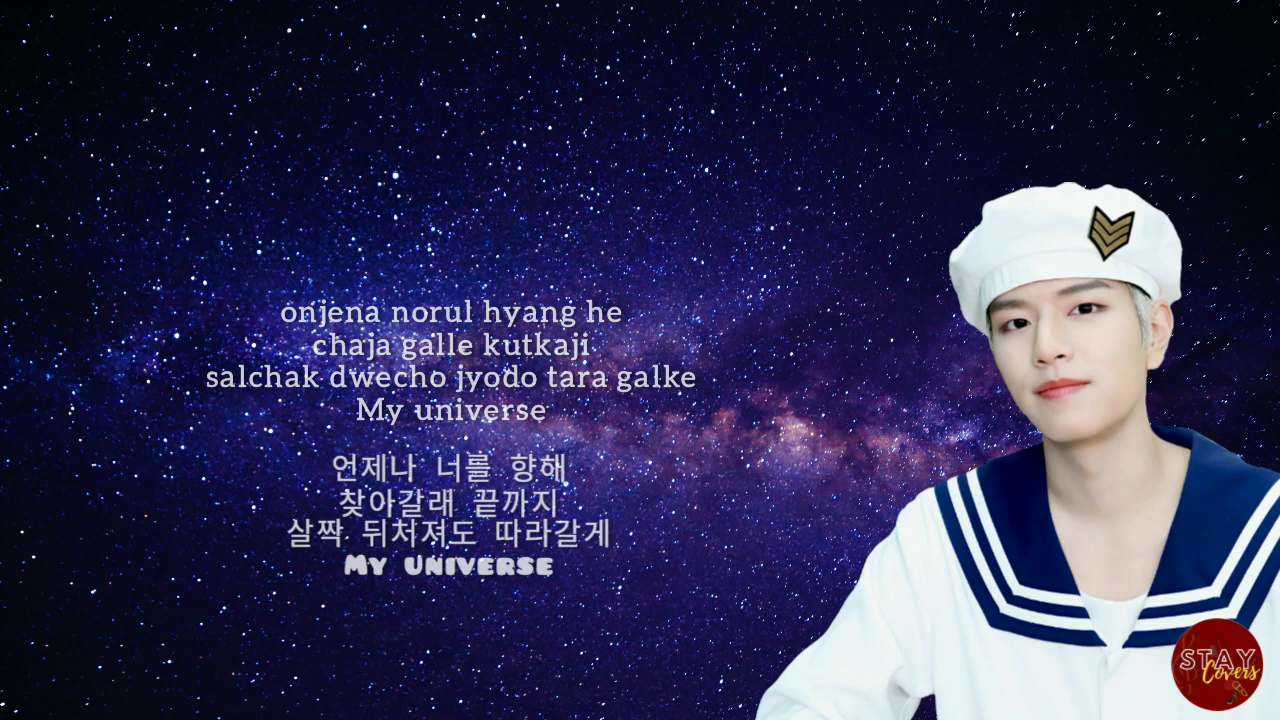 onjena norul hyang he
chaja galle kutkaji
salchak dwecho jyodo tara galke
My universe
언제나 너를 향해
찾아갈래 끝까지
살짝 뒤처져도 따라갈게
My Universe
STAY
Covers